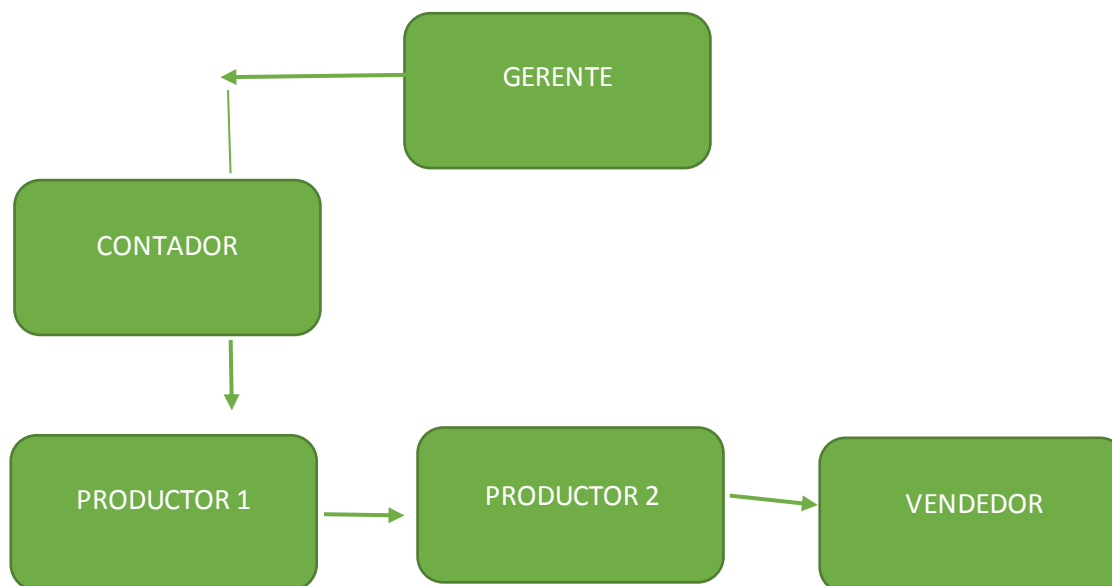 GERENTE
CONTADOR
PRODUCTOR 1
PRODUCTOR 2
VENDEDOR